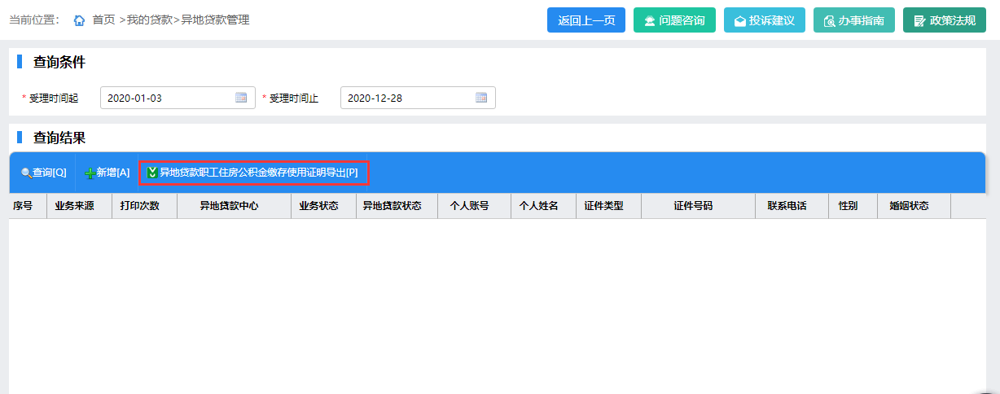 当前位置： 首页 >我的贷款>异地贷款管理 返回上一页 问题咨询 投诉建议 办事指南 政策法规
查询条件
* 受理时间起 2020-01-03 * 受理时间止 2020-12-28
查询结果
查询[Q] 新增[A] 异地贷款职工住房公积金缴存使用证明导出[P]
序号 业务来源 打印次数 异地贷款中心 业务状态 异地贷款状态 个人账号 个人姓名 证件类型 证件号码 联系电话 性别 婚姻状态